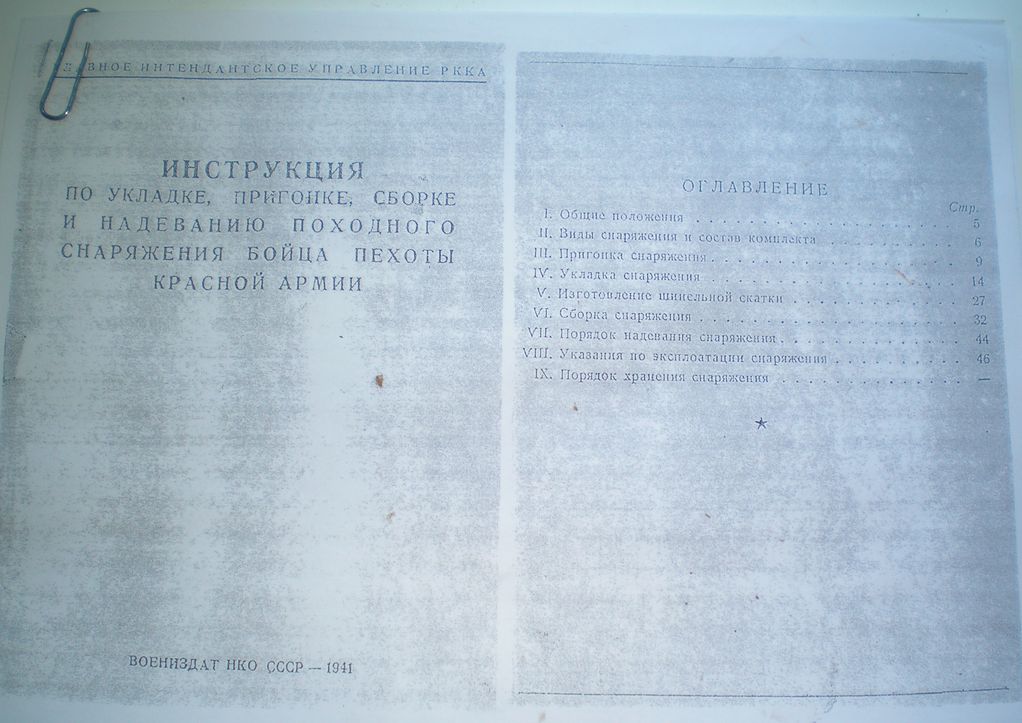 ГЛАВНОЕ ИНТЕНДАНТСКОЕ УПРАВЛЕНИЕ РККА
ИНСТРУКЦИЯ
ПО УКЛАДКЕ, ПРИГОНКЕ, СБОРКЕ
И НАДЕВАНИЮ ПОХОДНОГО
СНАРЯЖЕНИЯ БОЙЦА ПЕХОТЫ
КРАСНОЙ АРМИИ
ВОЕНИЗДАТ НКО СССР — 1941
ОГЛАВЛЕНИЕ
Стр.
I. Общие положения . . . . . . . . . . . . . . . 5
II. Виды снаряжения и состав комплекта . . . . . . . . 6
III. Пригонка снаряжения . . . . . . . . . . . . . . 9
IV. Укладка снаряжения . . . . . . . . . . . . . . 14
V. Изготовление шинельной скатки . . . . . . . . . . 27
VI. Сборка снаряжения . . . . . . . . . . . . . . . 32
VII. Порядок надевания снаряжения . . . . . . . . . . 44
VIII. Указания по эксплоатации снаряжения . . . . . . . 46
IX. Порядок хранения снаряжения . . . . . . . . . . —